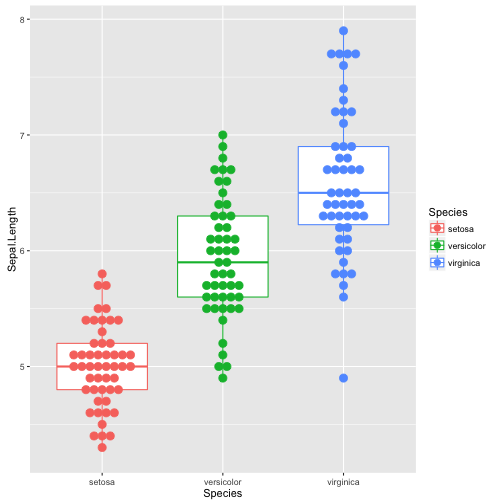 8
7
6
5
Sepal.Length
setosa
versicolor
virginica
Species
Species
setosa
versicolor
virginica